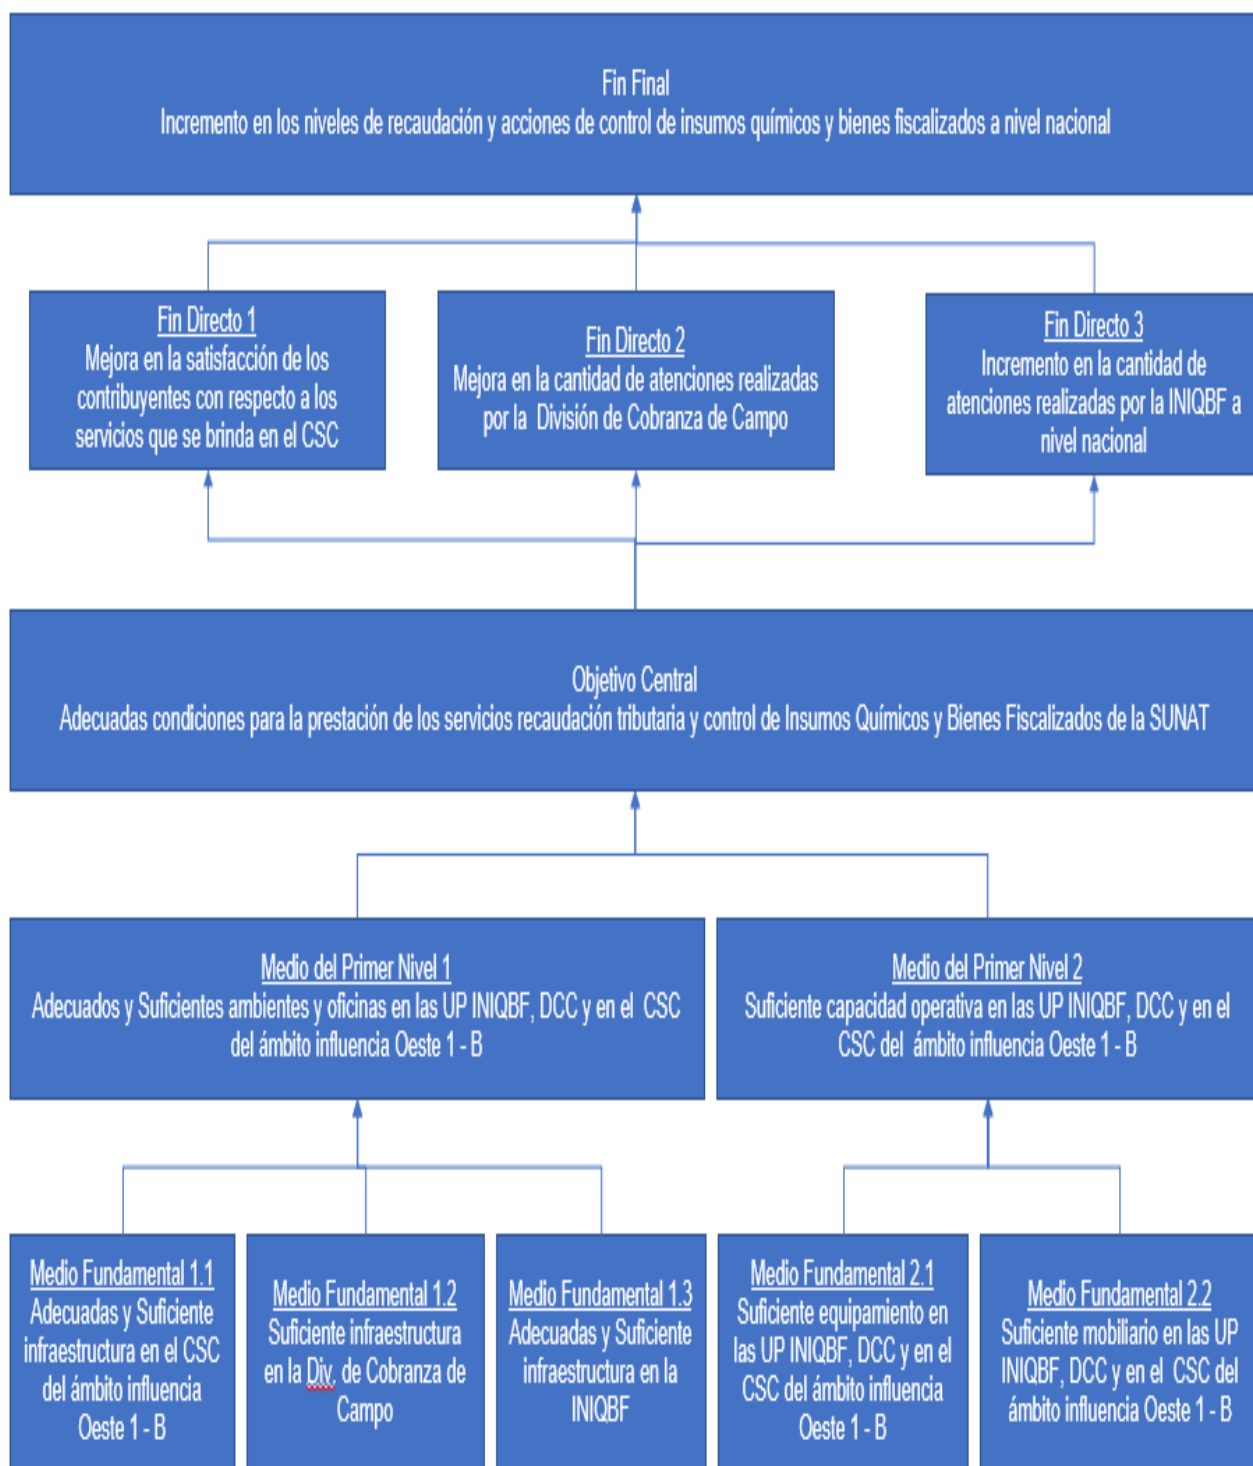 Fin Final
Incremento en los niveles de recaudación y acciones de control de insumos químicos y bienes fiscalizados a nivel nacional
Fin Directo 1
Mejora en la satisfacción de los
contribuyentes con respecto a los
servicios que se brinda en el CSC
Fin Directo 2
Mejora en la cantidad de atenciones realizadas
por la División de Cobranza de Campo
Fin Directo 3
Incremento en la cantidad de
atenciones realizadas por la INIQBF a
nivel nacional
Objetivo Central
Adecuadas condiciones para la prestación de los servicios recaudación tributaria y control de Insumos Químicos y Bienes Fiscalizados de la SUNAT
Medio del Primer Nivel 1
Adecuados y Suficientes ambientes y oficinas en las UP INIQBF, DCC y en el CSC
del ámbito influencia Oeste 1 - B
Medio del Primer Nivel 2
Suficiente capacidad operativa en las UP INIQBF, DCC y en el
CSC del ámbito influencia Oeste 1 - B
Medio Fundamental 1.1
Adecuadas y Suficiente
infraestructura en el CSC
del ámbito influencia
Oeste 1 - B
Medio Fundamental 1.2
Suficiente infraestructura
en la Div. de Cobranza de
Campo
Medio Fundamental 1.3
Adecuadas y Suficiente
infraestructura en la
INIQBF
Medio Fundamental 2.1
Suficiente equipamiento en
las UP INIQBF, DCC y en el
CSC del ámbito influencia
Oeste 1 - B
Medio Fundamental 2.2
Suficiente mobiliario en las UP
INIQBF, DCC y en el CSC del
ámbito influencia Oeste 1 - B